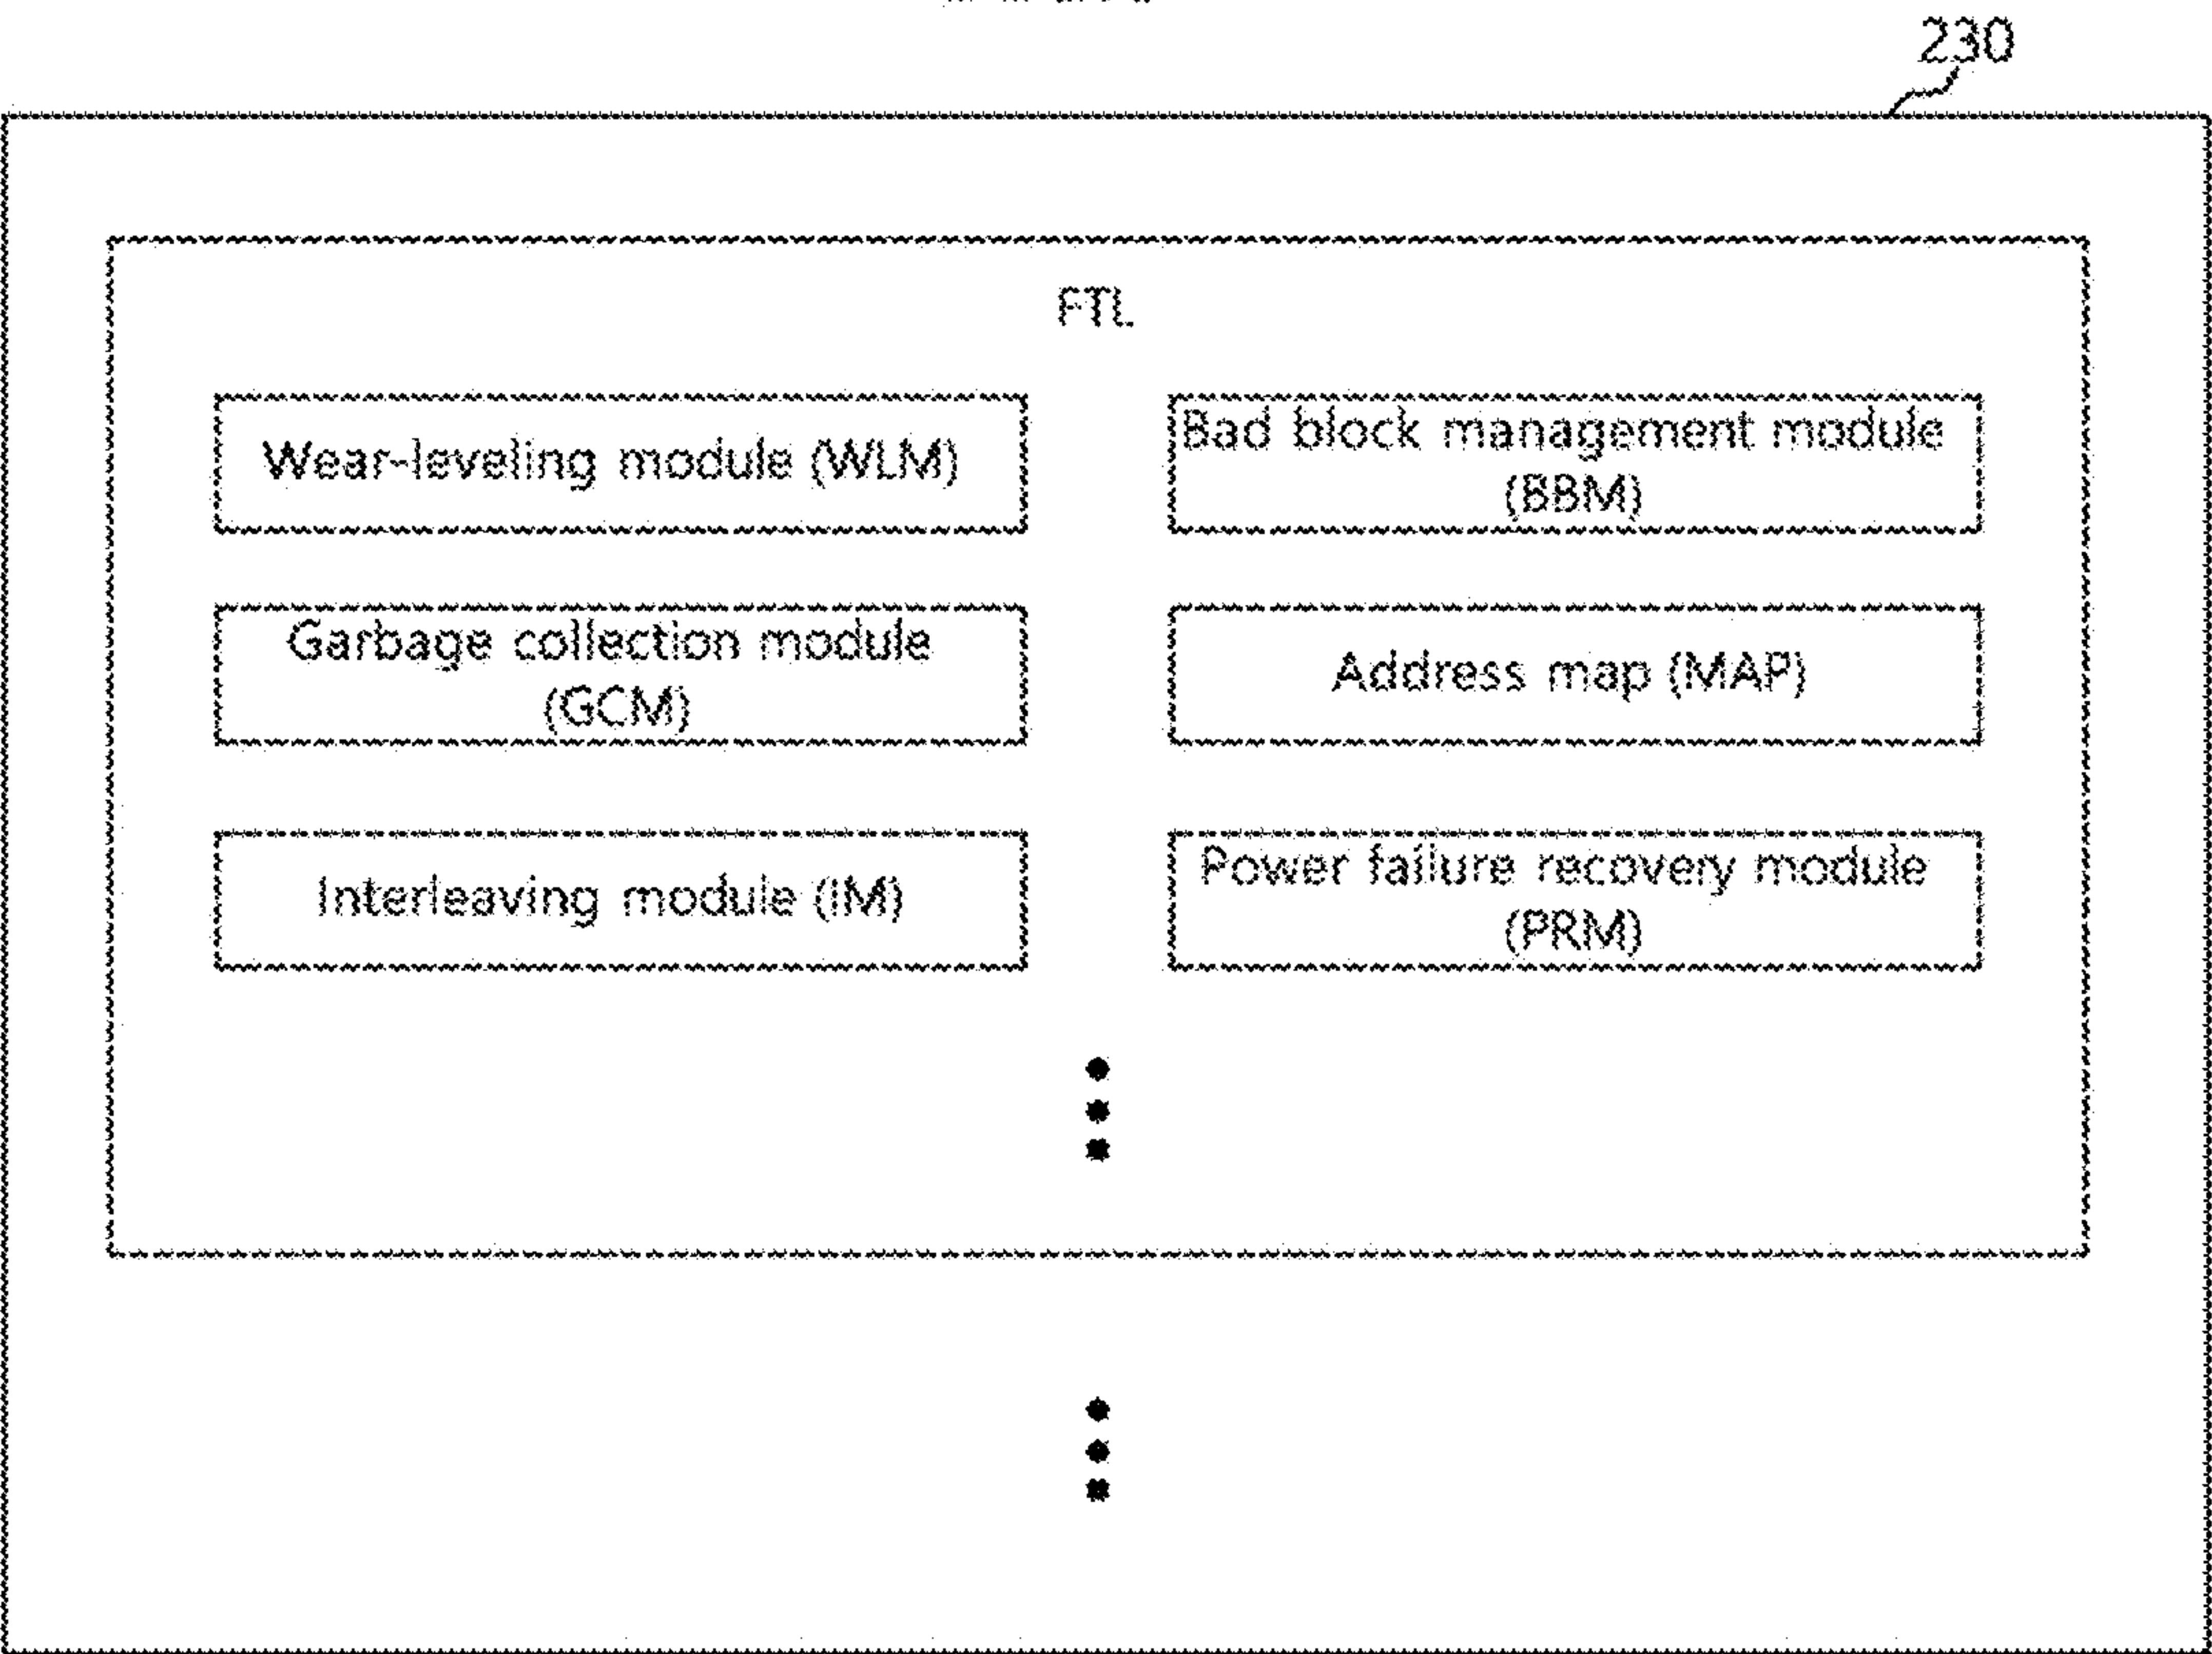 230
FTL
Wear-leveling module (WLM)
Bad block management module
(BBM)
Garbage collection module
(GCM)
Address map (MAP)
Interleaving module (IM)
Power failure recovery module
(PRM)